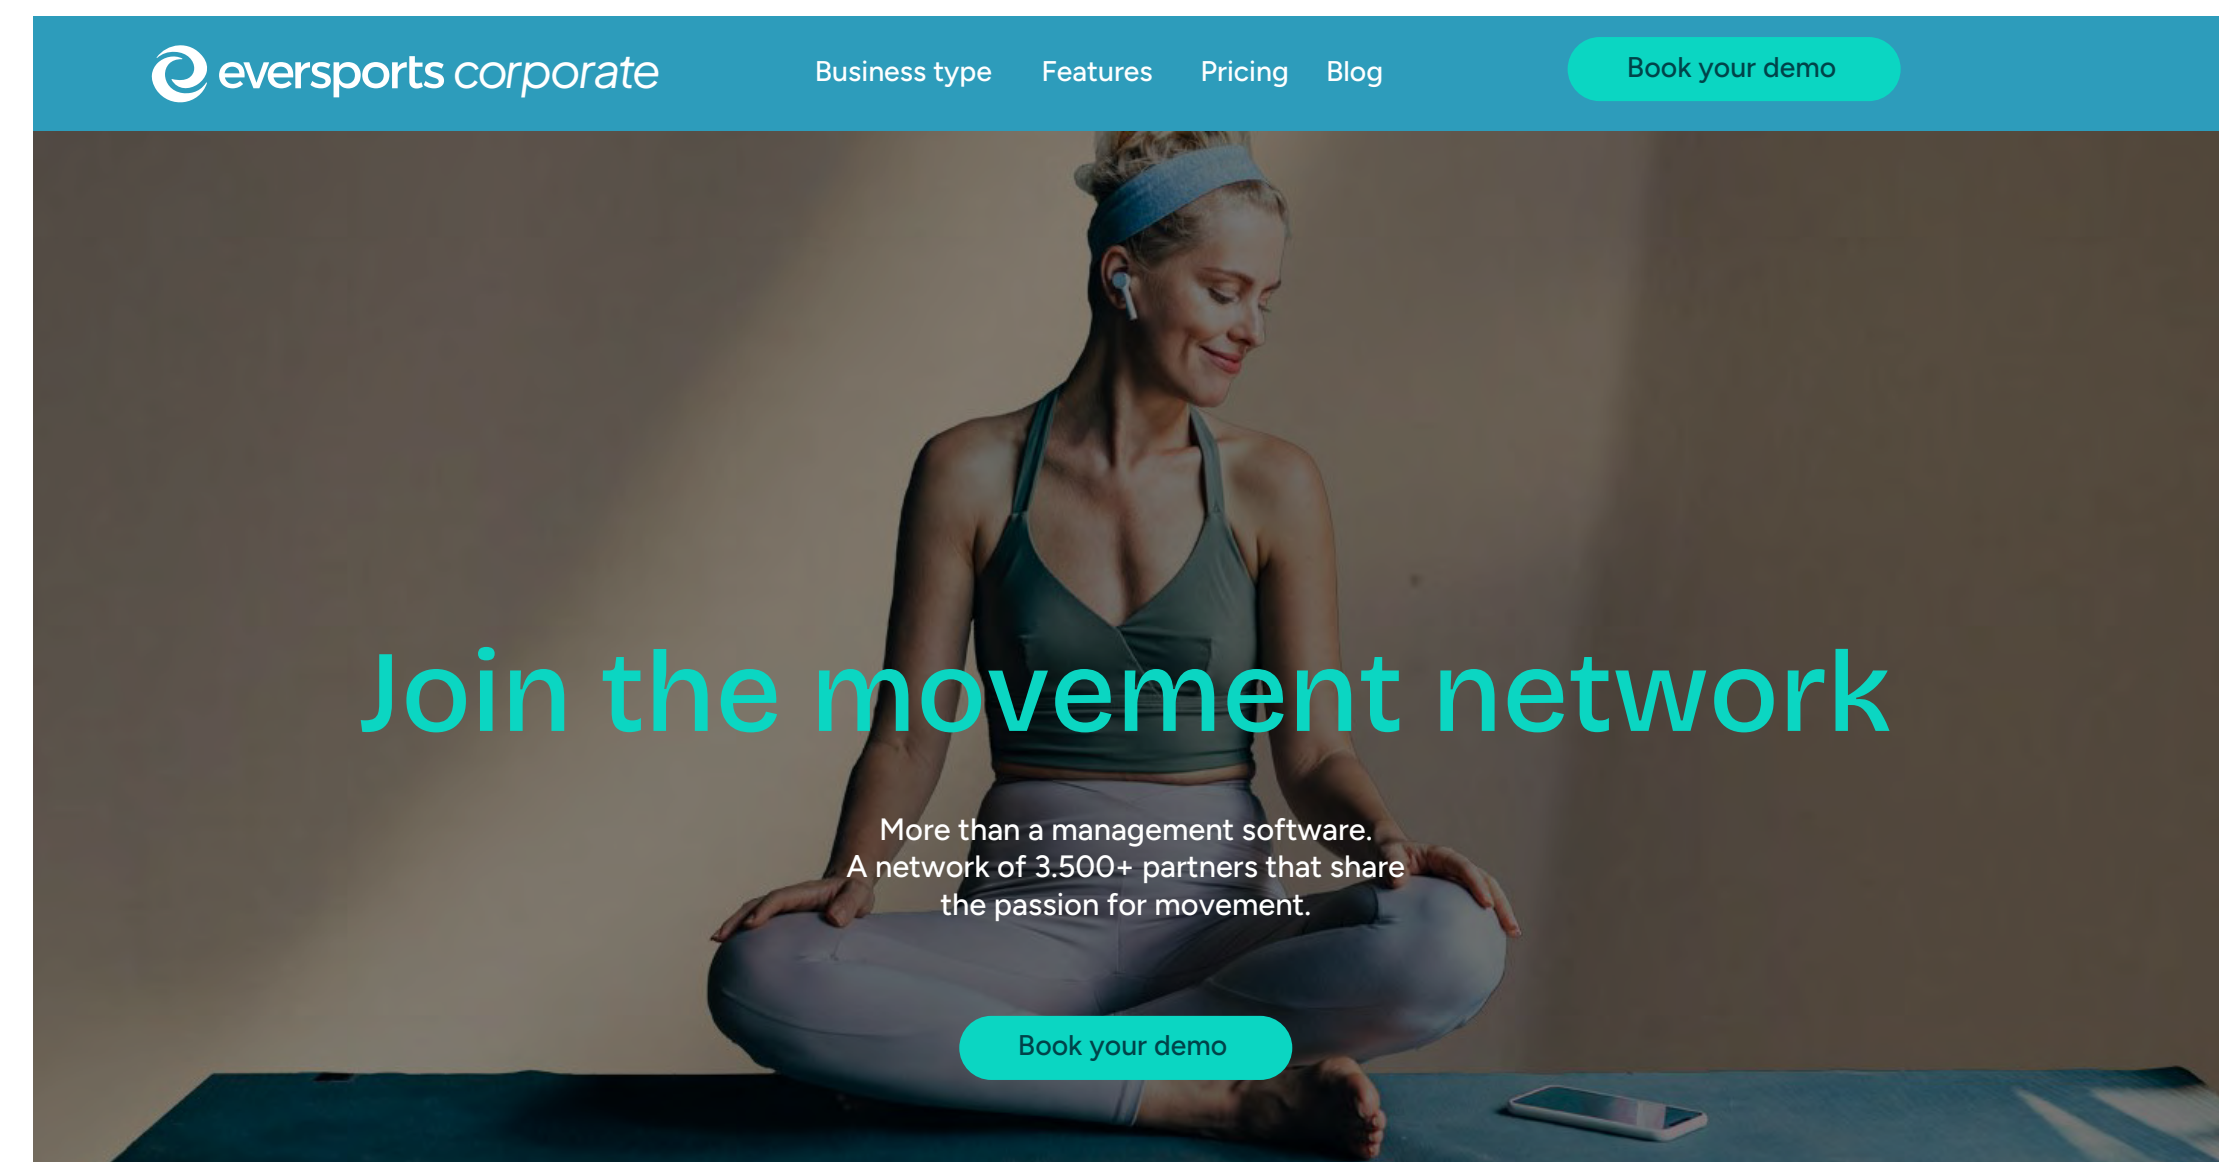 eversports corporate
Business type
Features
Pricing
Blog
Book your demo
Join the movement network
More than a management software.
A network of 3.500+ partners that share
the passion for movement.
Book your demo